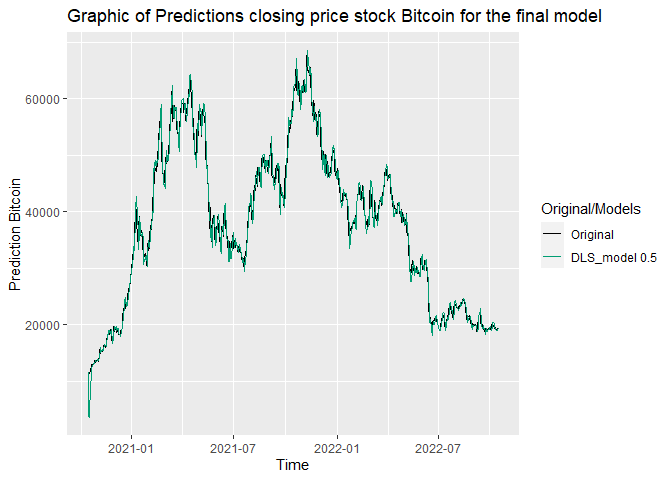 Graphic of Predictions closing price stock Bitcoin for the final model
Prediction Bitcoin
60000
40000
20000
2021-01
2021-07
2022-01
2022-07
Time
Original/Models
Original
DLS_model 0.5